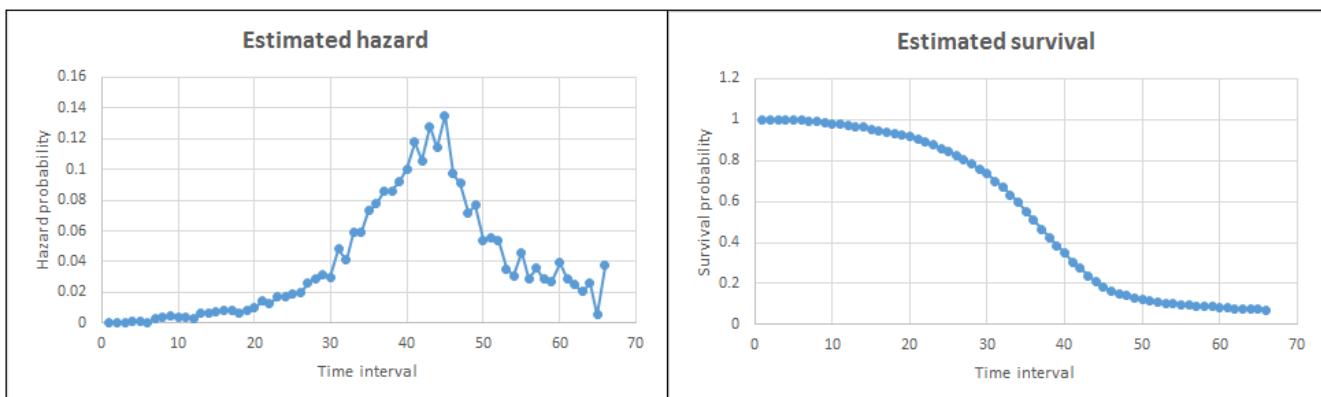 Estimated hazard
Hazard probability
0.16
0.14
0.12
0.1
0.08
0.06
0.04
0.02
0
0 10 20 30 40 50 60 70
Time interval
Estimated survival
Survival probability
1.2
1
0.8
0.6
0.4
0.2
0
0 10 20 30 40 50 60 70
Time interval